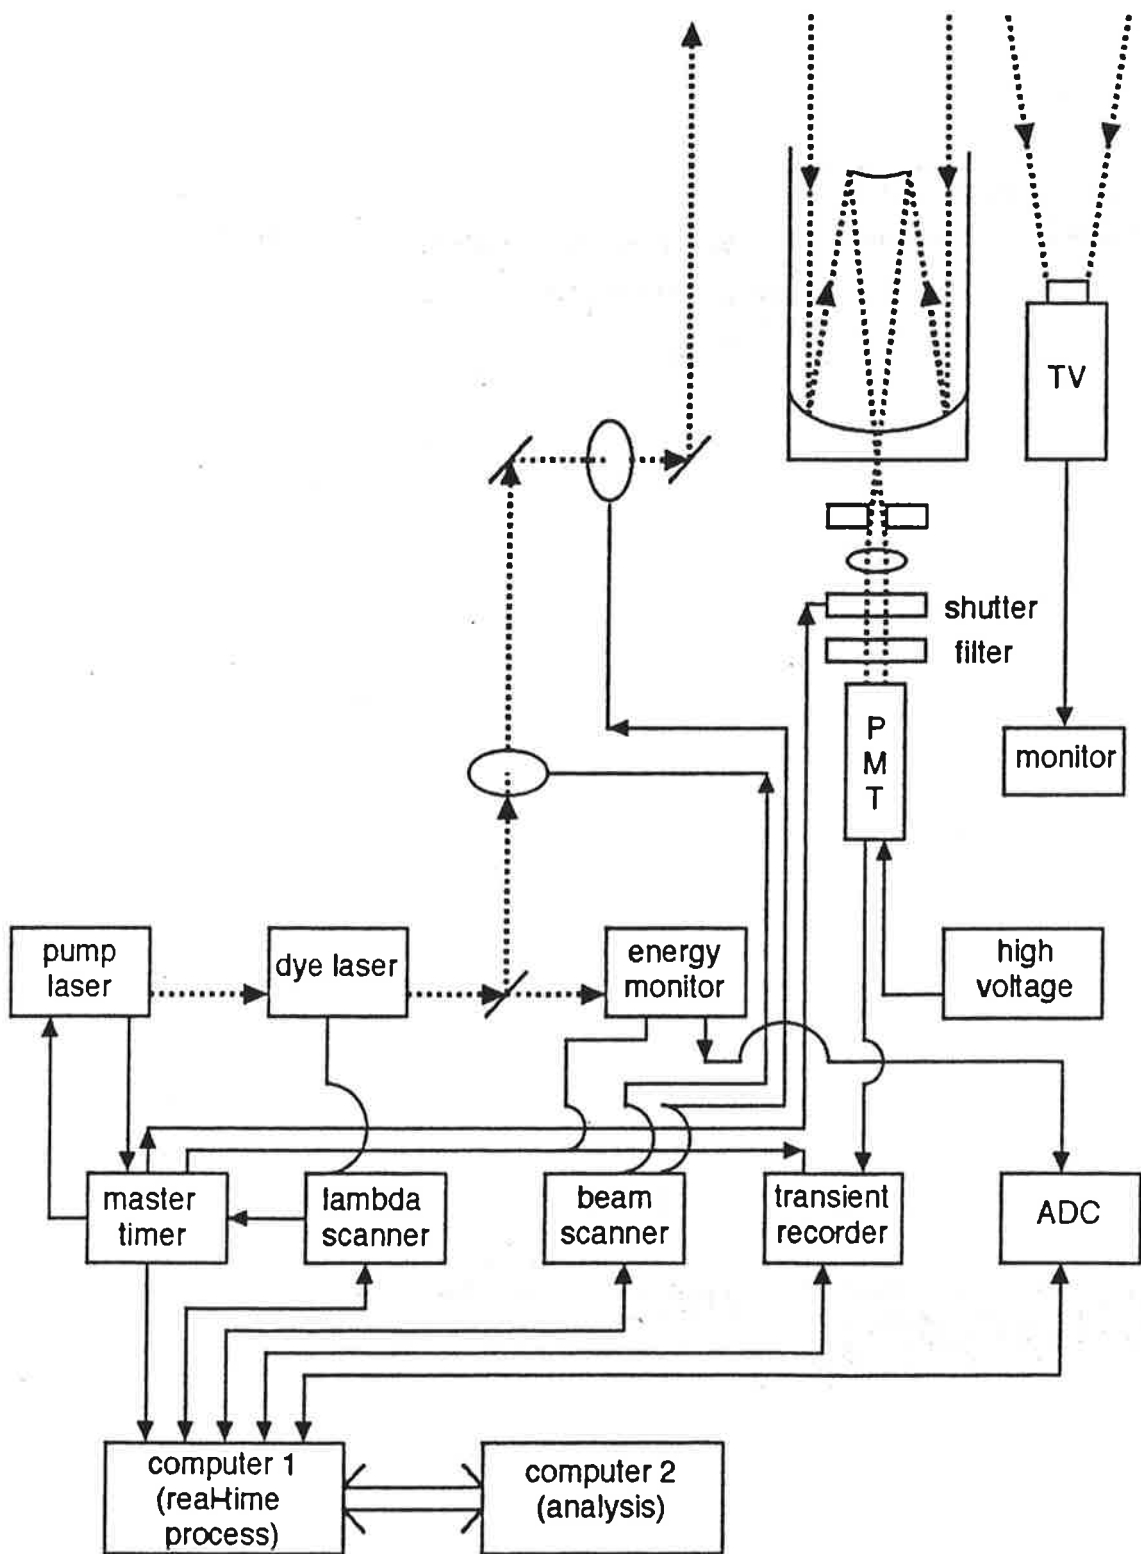 TV
shutter
filter
P
M
T
monitor
pump
laser
dye laser
energy
monitor
high
voltage
master
timer
lambda
scanner
beam
scanner
transient
recorder
ADC
computer 1
(real-time
process)
computer 2
(analysis)